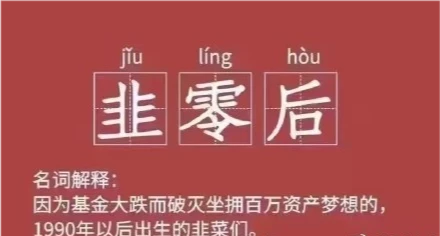 jǐu líng hòu
韭零后
名词解释：
因为基金大跌而破灭坐拥百万资产梦想的，
1990年以后出生的韭菜们。